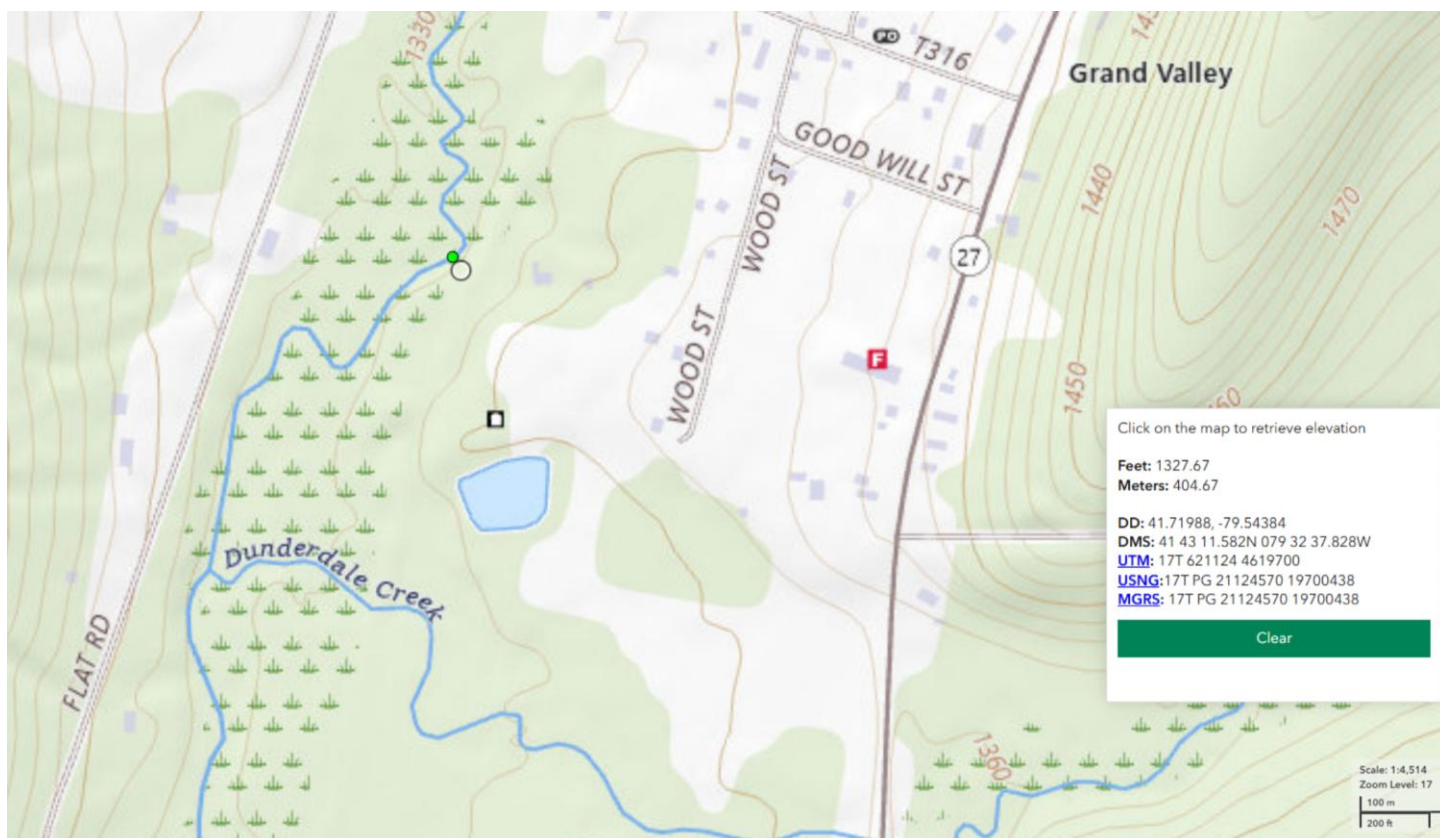 1330
PO
T316
Grand Valley
GOOD WILL ST
WOOD ST
WOOD ST
27
F
1440
1470
1450
Click on the map to retrieve elevation
Feet: 1327.67
Meters: 404.67
DD: 41.71988, -79.54384
DMS: 41 43 11.582N 079 32 37.828W
UTM: 17T 621124 4619700
USNG:17T PG 21124570 19700438
MGRS: 17T PG 21124570 19700438
Clear
Dunderdale Creek
FLAT RD
1360
Scale: 1:4,514
Zoom Level: 17
100 m
200 ft